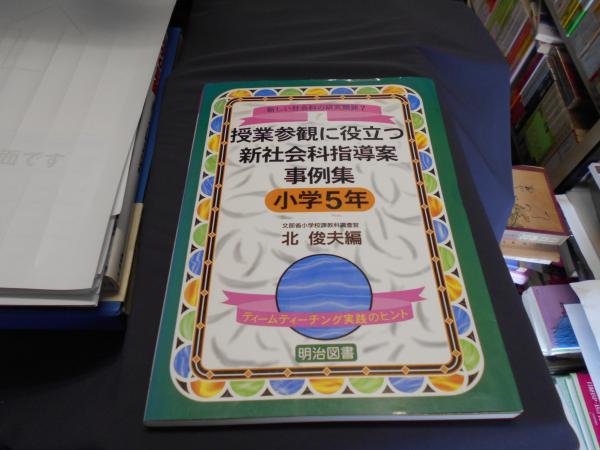 新しい社会科の研究開発7
授業参観に役立つ
新社会科指導案
事例集
小学5年
文部省小学校課教科調査官
北 俊夫編
ティームティーチング実践のヒント
明治図書
面です